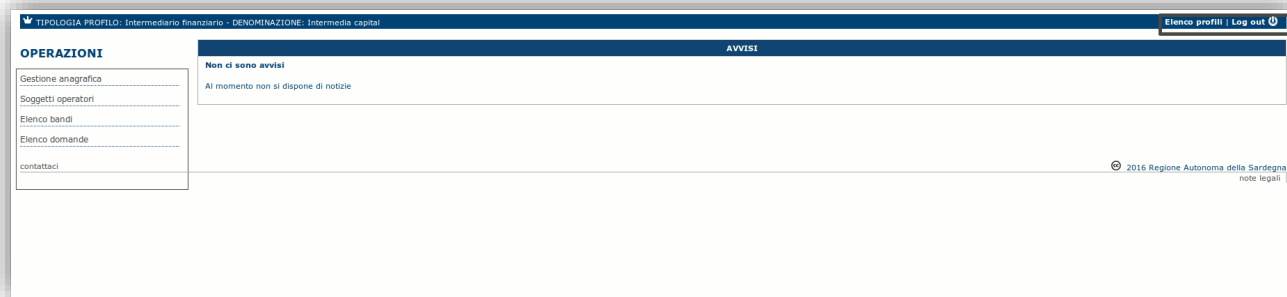 TIPOLOGIA PROFILO: Intermediario finanziario - DENOMINAZIONE: Intermedia capital
Elenco profili | Log out
OPERAZIONI
Gestione anagrafica
Soggetti operatori
Elenco bandi
Elenco domande
contattaci
AVVISI
Non ci sono avvisi
Al momento non si dispone di notizie
2016 Regione Autonoma della Sardegna
note legali